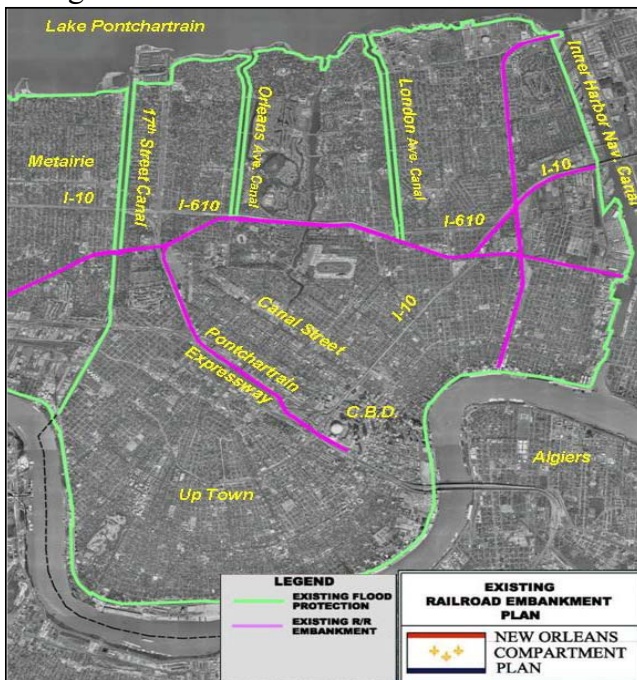 Lake Pontchartrain
Metairie
I-10
17th Street Canal
I-610
Orleans Ave. Canal
London Ave. Canal
Inner Harbor Nav. Canal
I-10
I-610
Canal Street
I-10
Pontchartrain
Expressway
C.B.D.
Algiers
Up Town
LEGEND
EXISTING FLOOD
PROTECTION
EXISTING R/R
EMBANKMENT
EXISTING
RAILROAD EMBANKMENT
PLAN
NEW ORLEANS
COMPARTMENT
PLAN